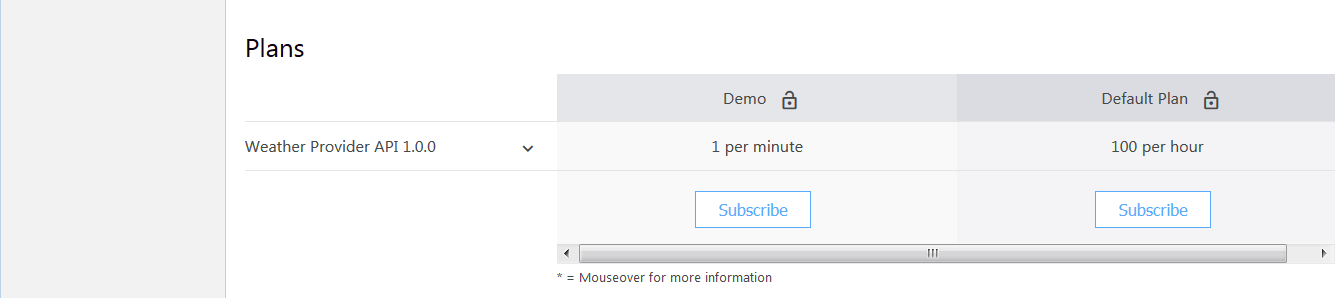 Plans
Demo Default Plan
Weather Provider API 1.0.0 1 per minute 100 per hour
Subscribe Subscribe
* = Mouseover for more information